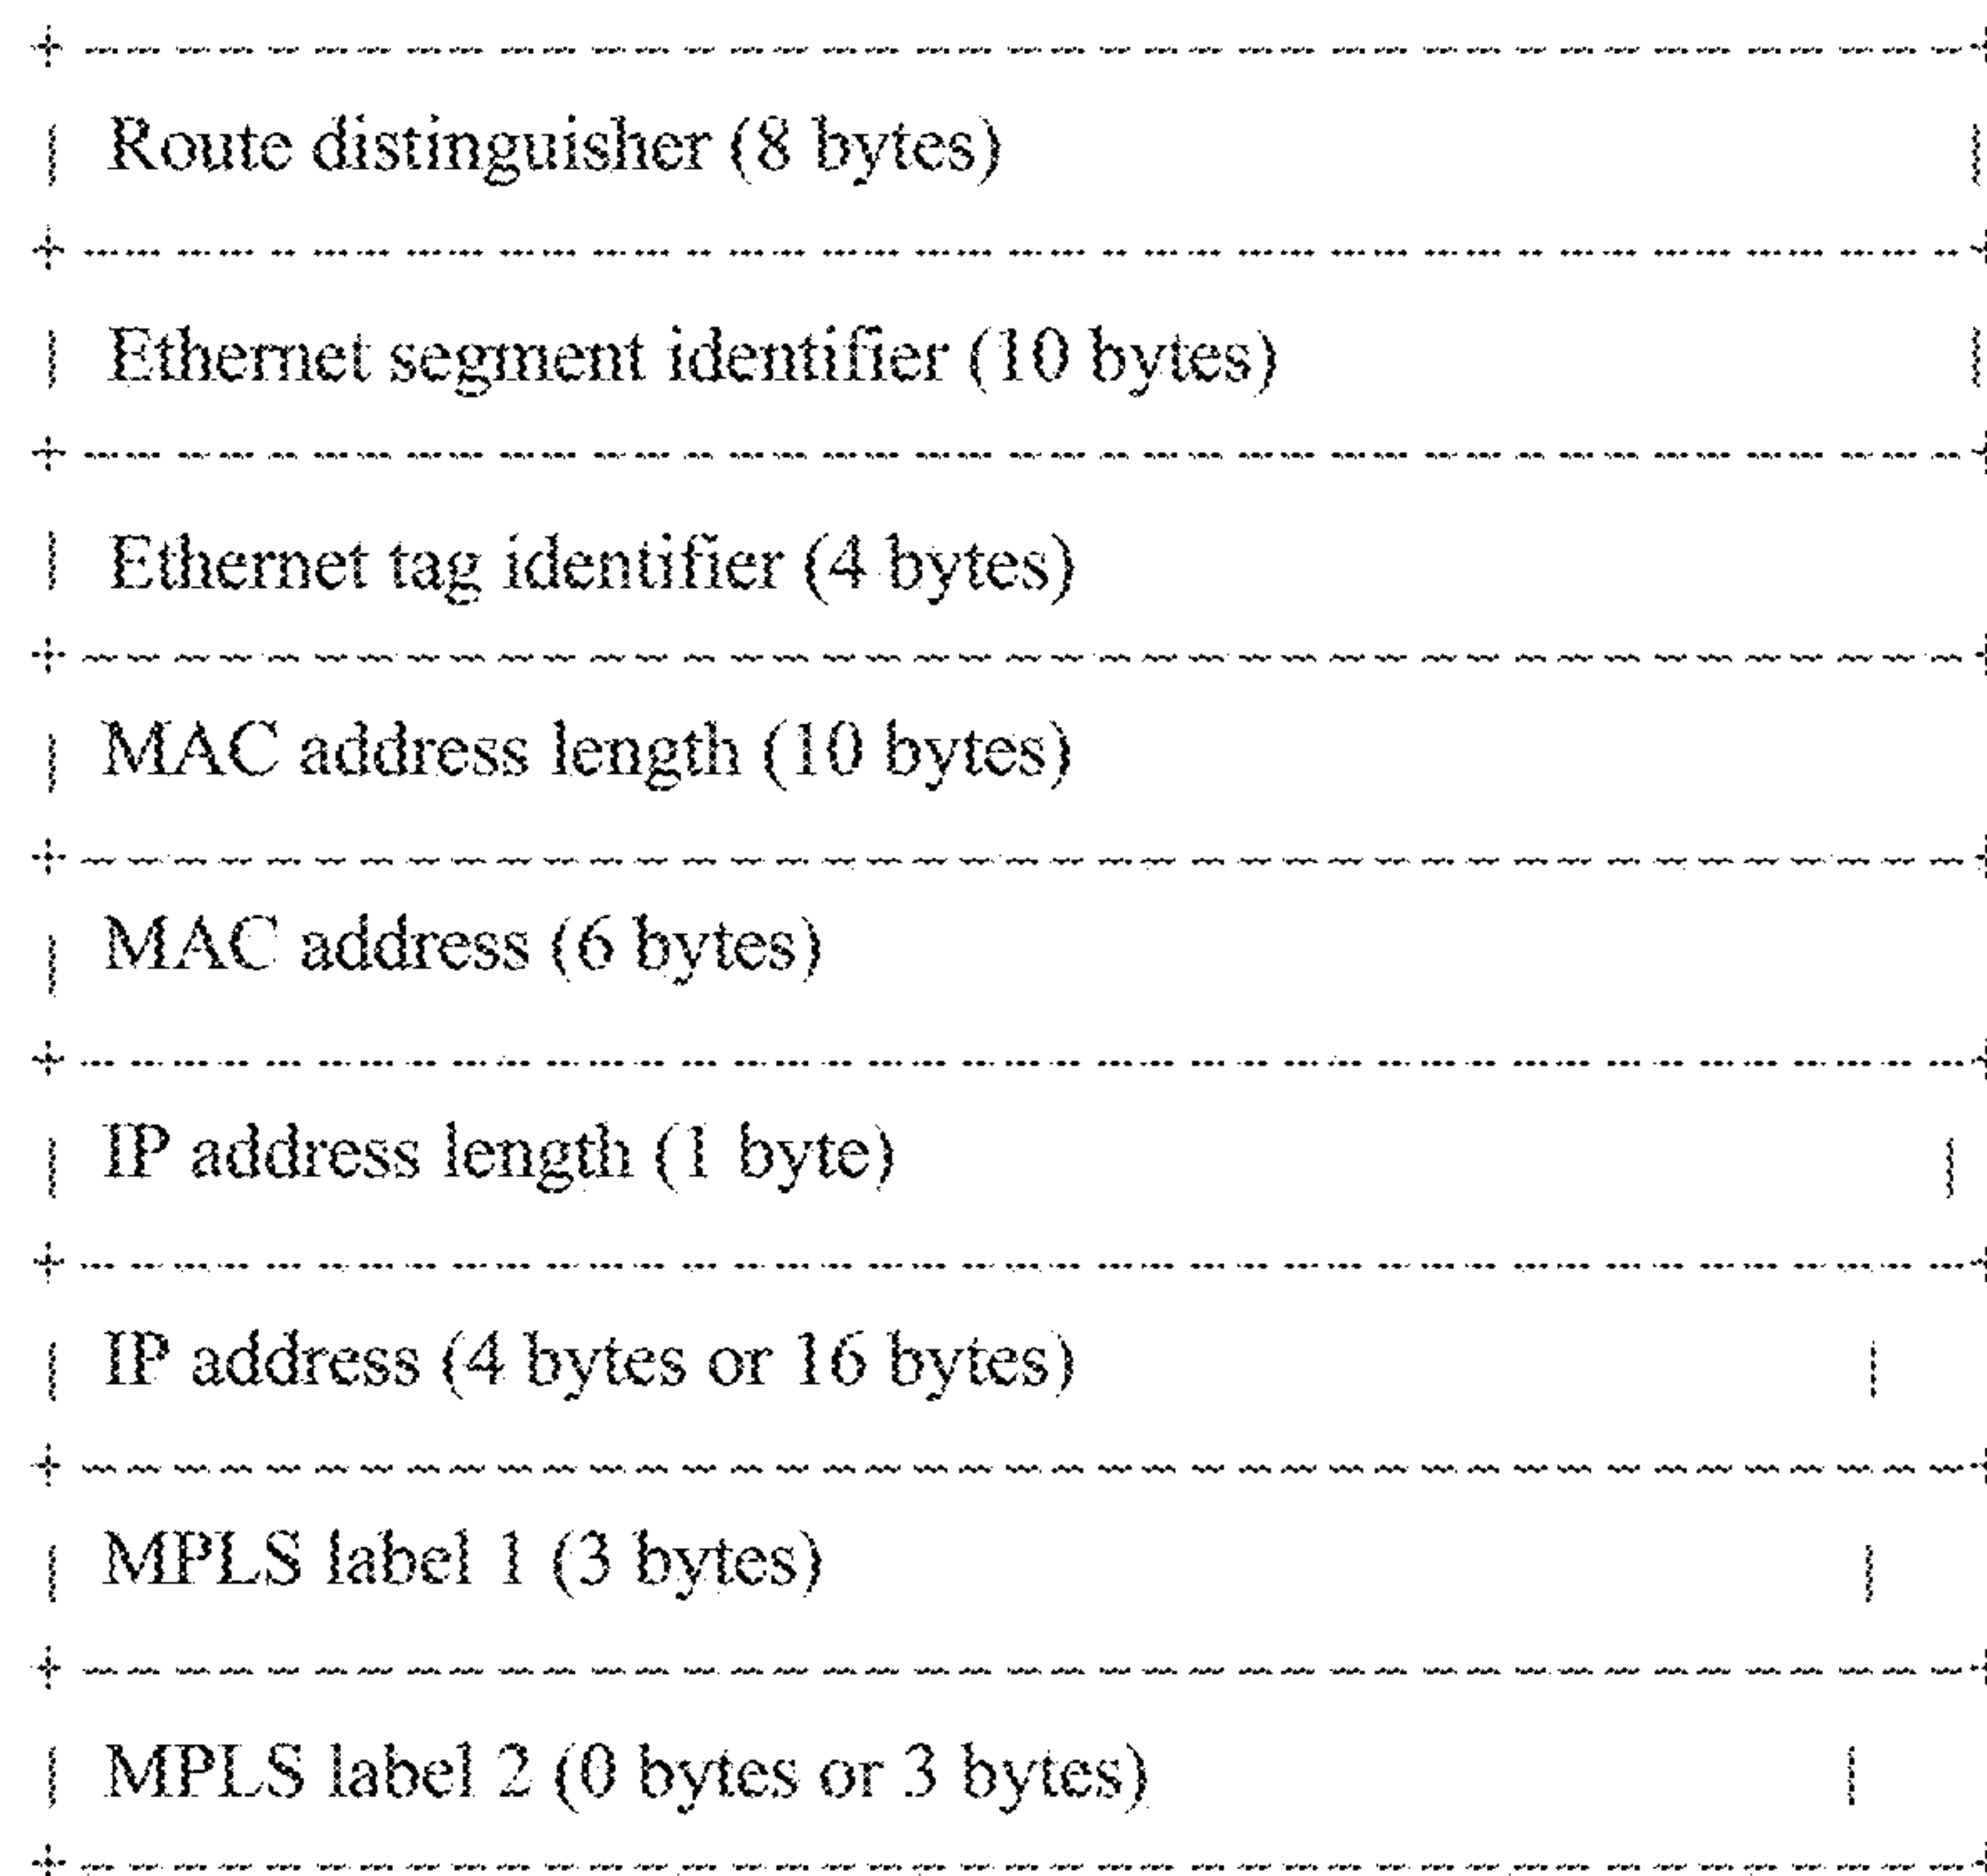 Route distinguisher (8 bytes)
Ethernet segment identifier (10 bytes)
Ethernet tag identifier (4 bytes)
MAC address length (10 bytes)
MAC address (6 bytes)
IP address length (1 byte)
IP address (4 bytes or 16 bytes)
MPLS label 1 (3 bytes)
MPLS label 2 (0 bytes or 3 bytes)